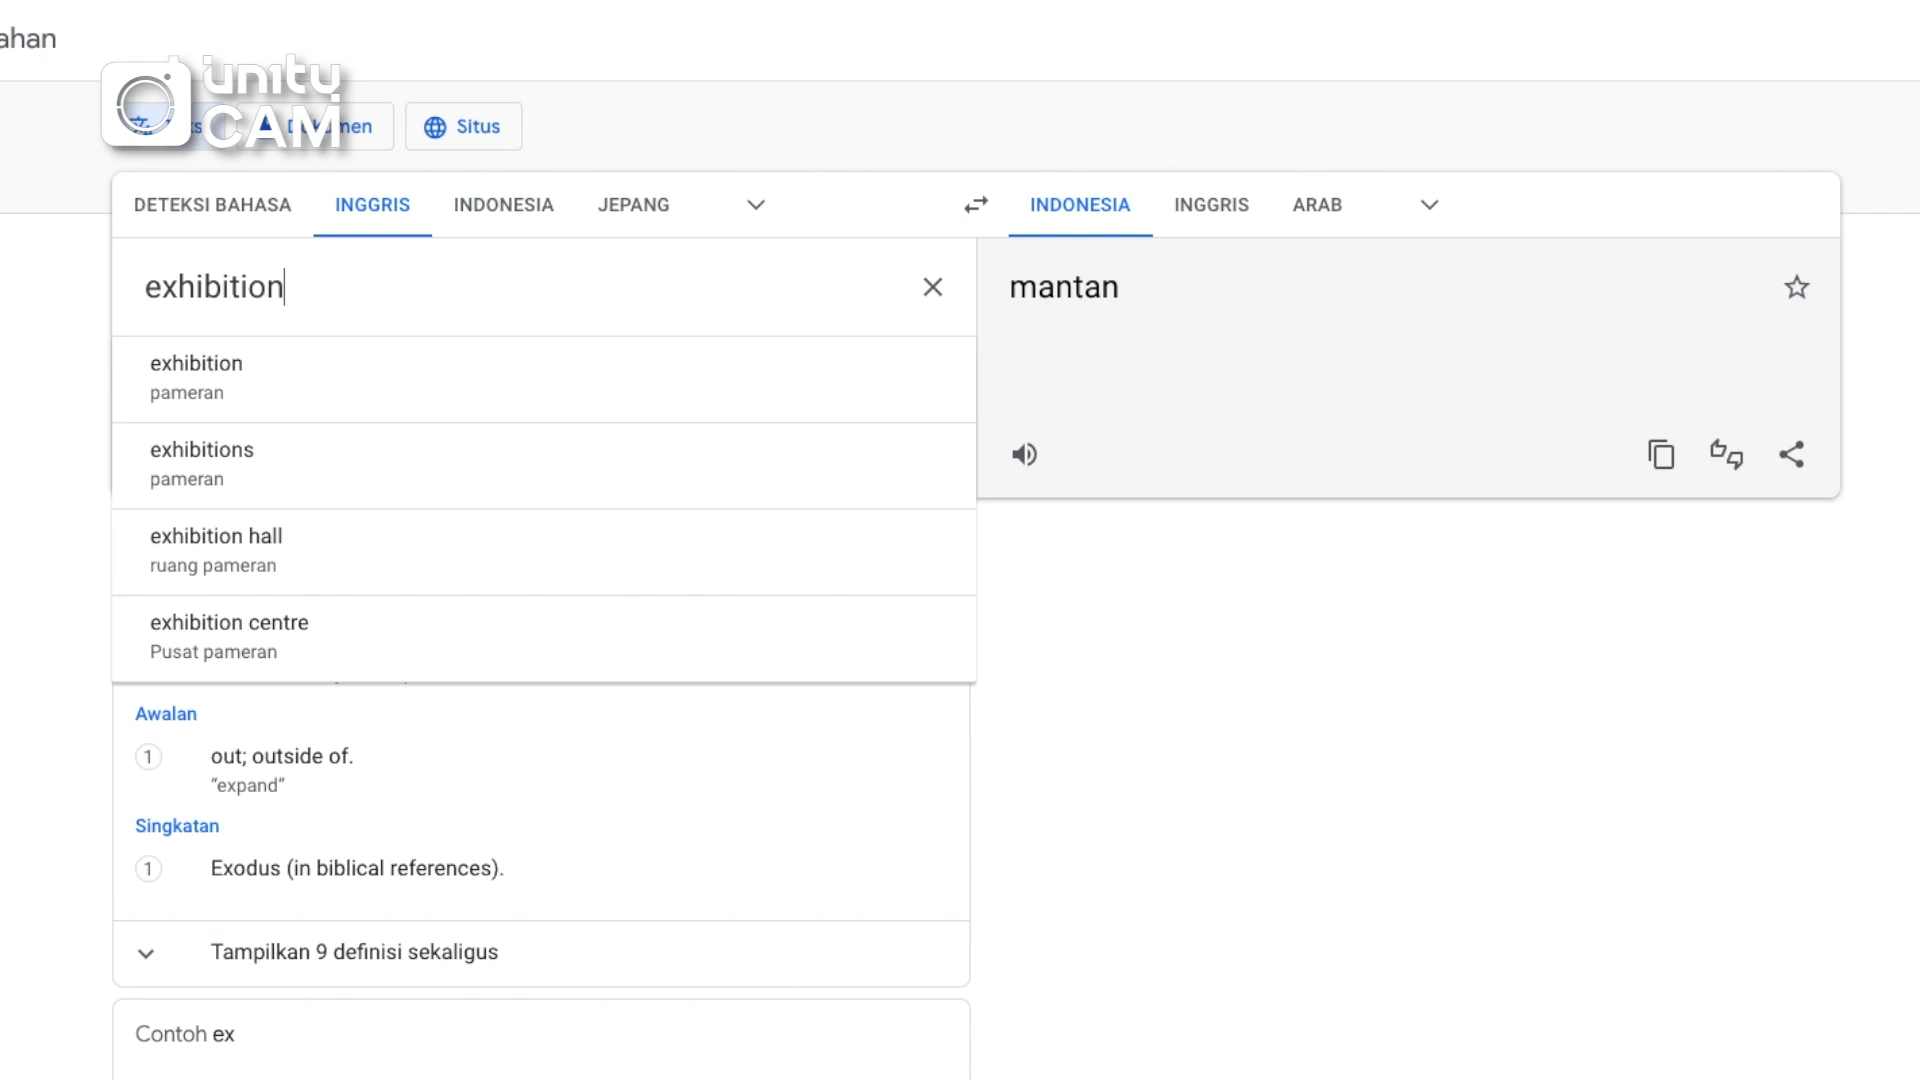 ahan
unity
CAM
Situs
DETEKSI BAHASA INGGRIS INDONESIA JEPANG INDONESIA INGGRIS ARAB
exhibition
mantan
exhibition
pameran
exhibitions
pameran
exhibition hall
ruang pameran
exhibition centre
Pusat pameran
Awalan
1 out; outside of.
“expand”
Singkatan
1 Exodus (in biblical references).
Tampilkan 9 definisi sekaligus
Contoh ex